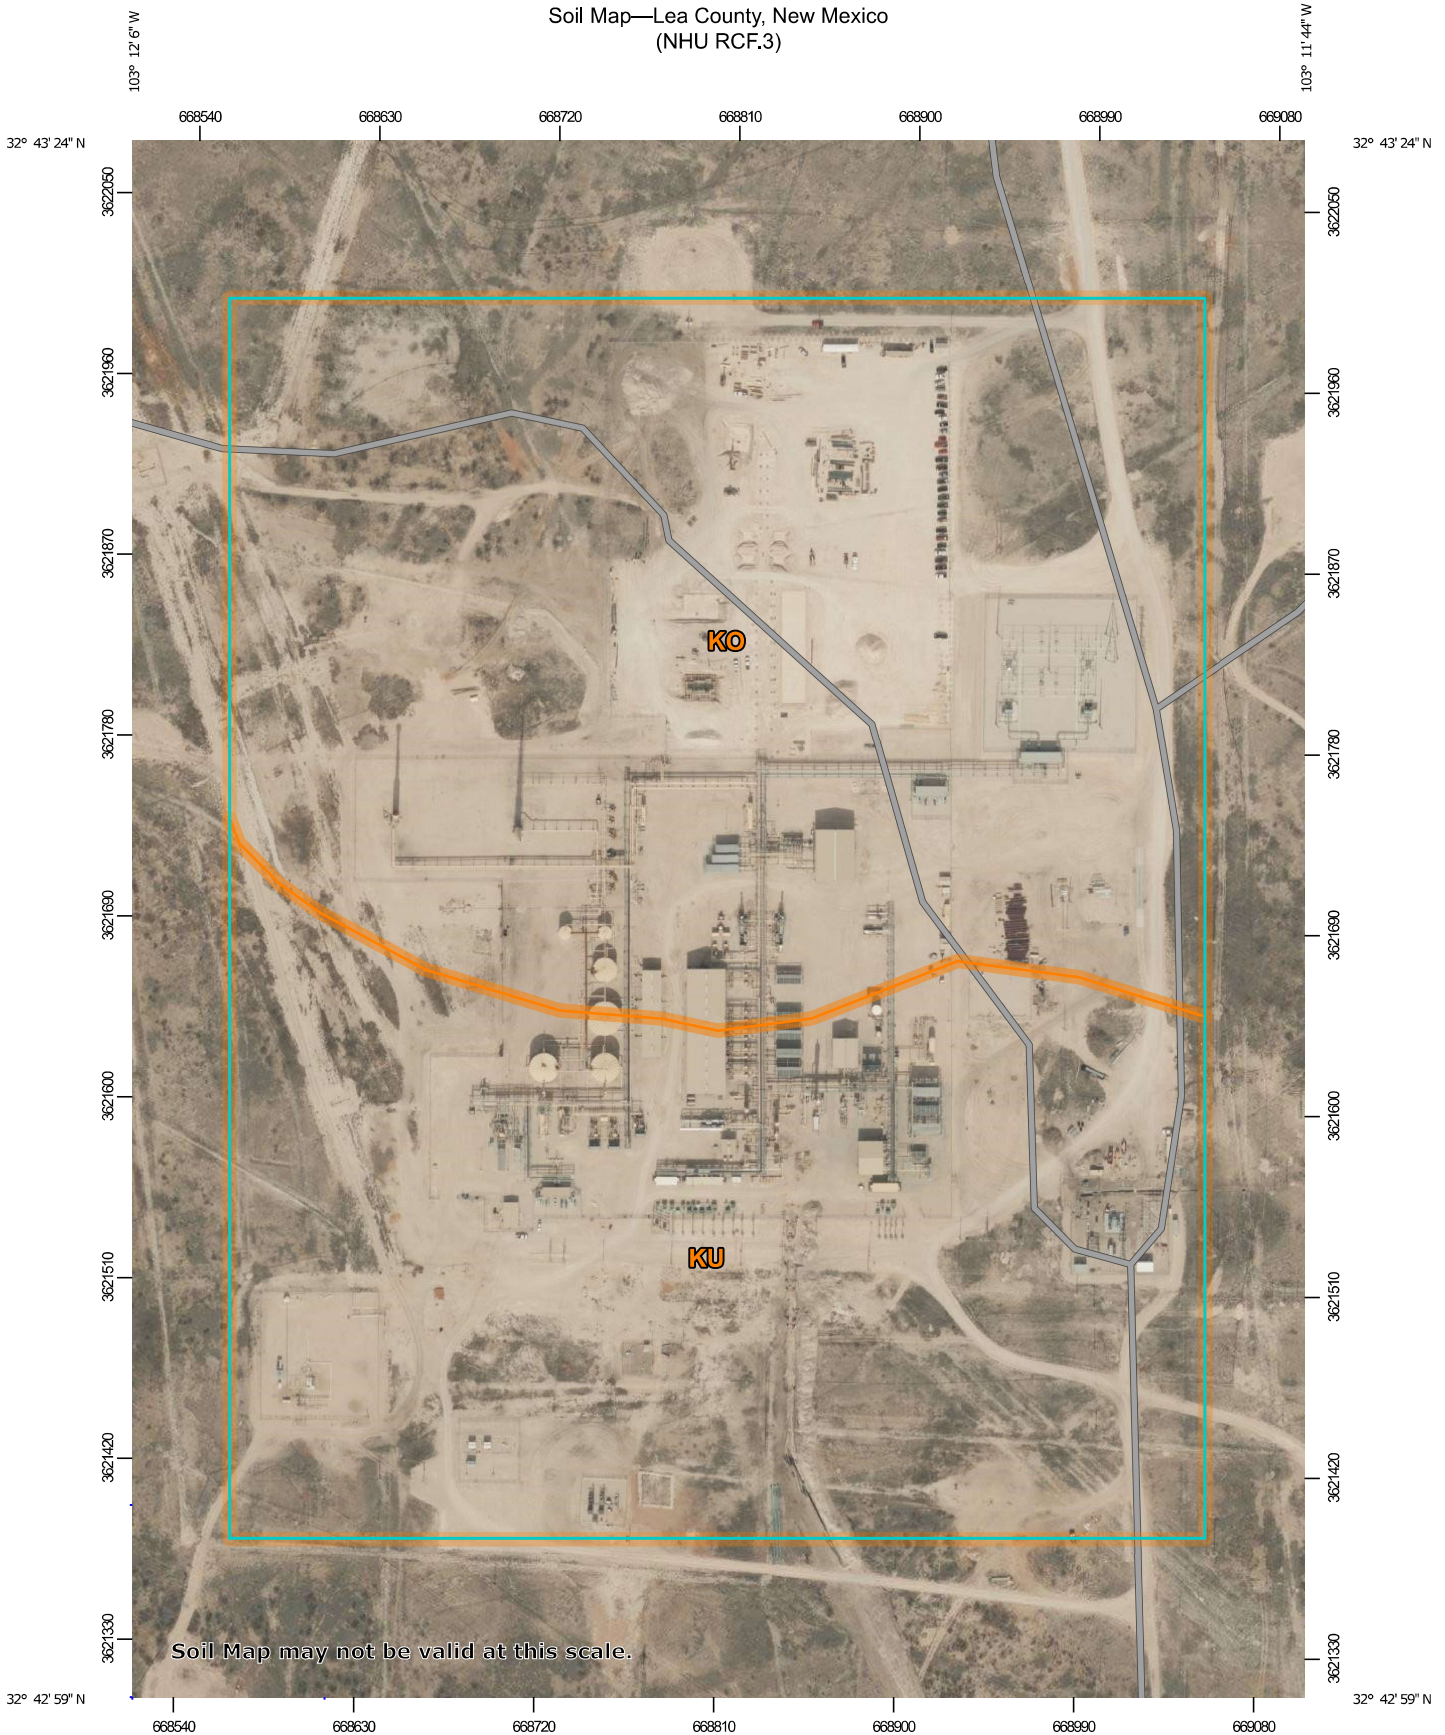 Soil Map—Lea County, New Mexico
(NHU RCF.3)
103° 12' 6" W
103° 11' 44" W
668540 668630 668720 668810 668900 668990 669080
32° 43' 24" N
32° 43' 24" N
3622050
3622050
3621960
3621960
3621870
3621870
KO
3621780
3621780
3621690
3621690
3621600
3621600
KU
3621510
3621510
3621420
3621420
3621330
3621330
Soil Map may not be valid at this scale.
32° 42' 59" N
32° 42' 59" N
668540 668630 668720 668810 668900 668990 669080